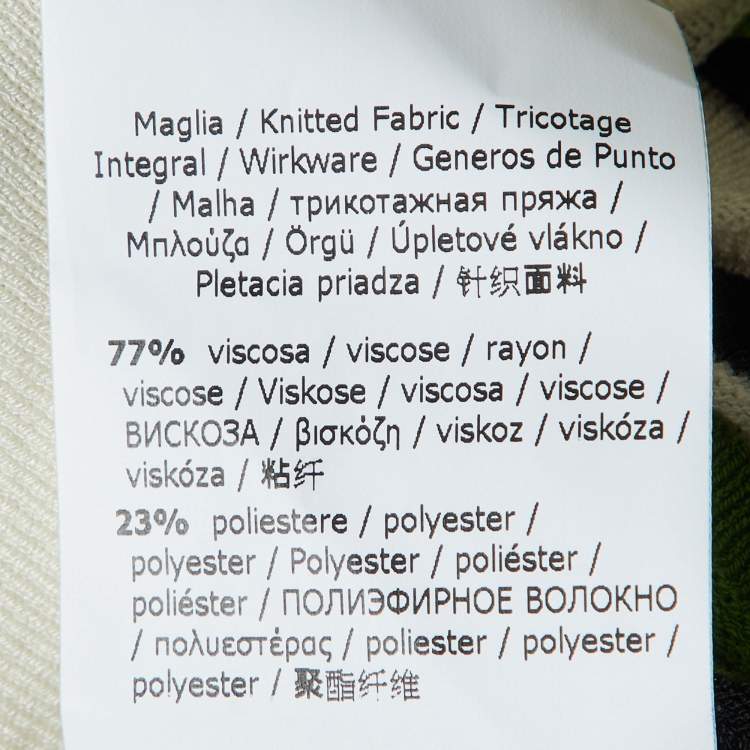 Maglia / Knitted Fabric / Tricotage
Integral / Wirkware / Generos de Punto
/ Malha / трикотажная пряжа /
Μπλούζα / Örgü / Úpletové vlákno /
Pletacia priadza / 针织面料
77% viscosa / viscose / rayon /
viscose / Viskose / viscosa / viscose /
ВИСКОЗА / βισκόζη / viskoz / viskóza /
viskóza / 粘纤
23% poliestere / polyester /
polyester / Polyester / poliéster /
poliéster / ПОЛИЭФИРНОЕ ВОЛОКНО
/ πολυεστέρας / poliester / polyester /
polyester / 聚酯纤维